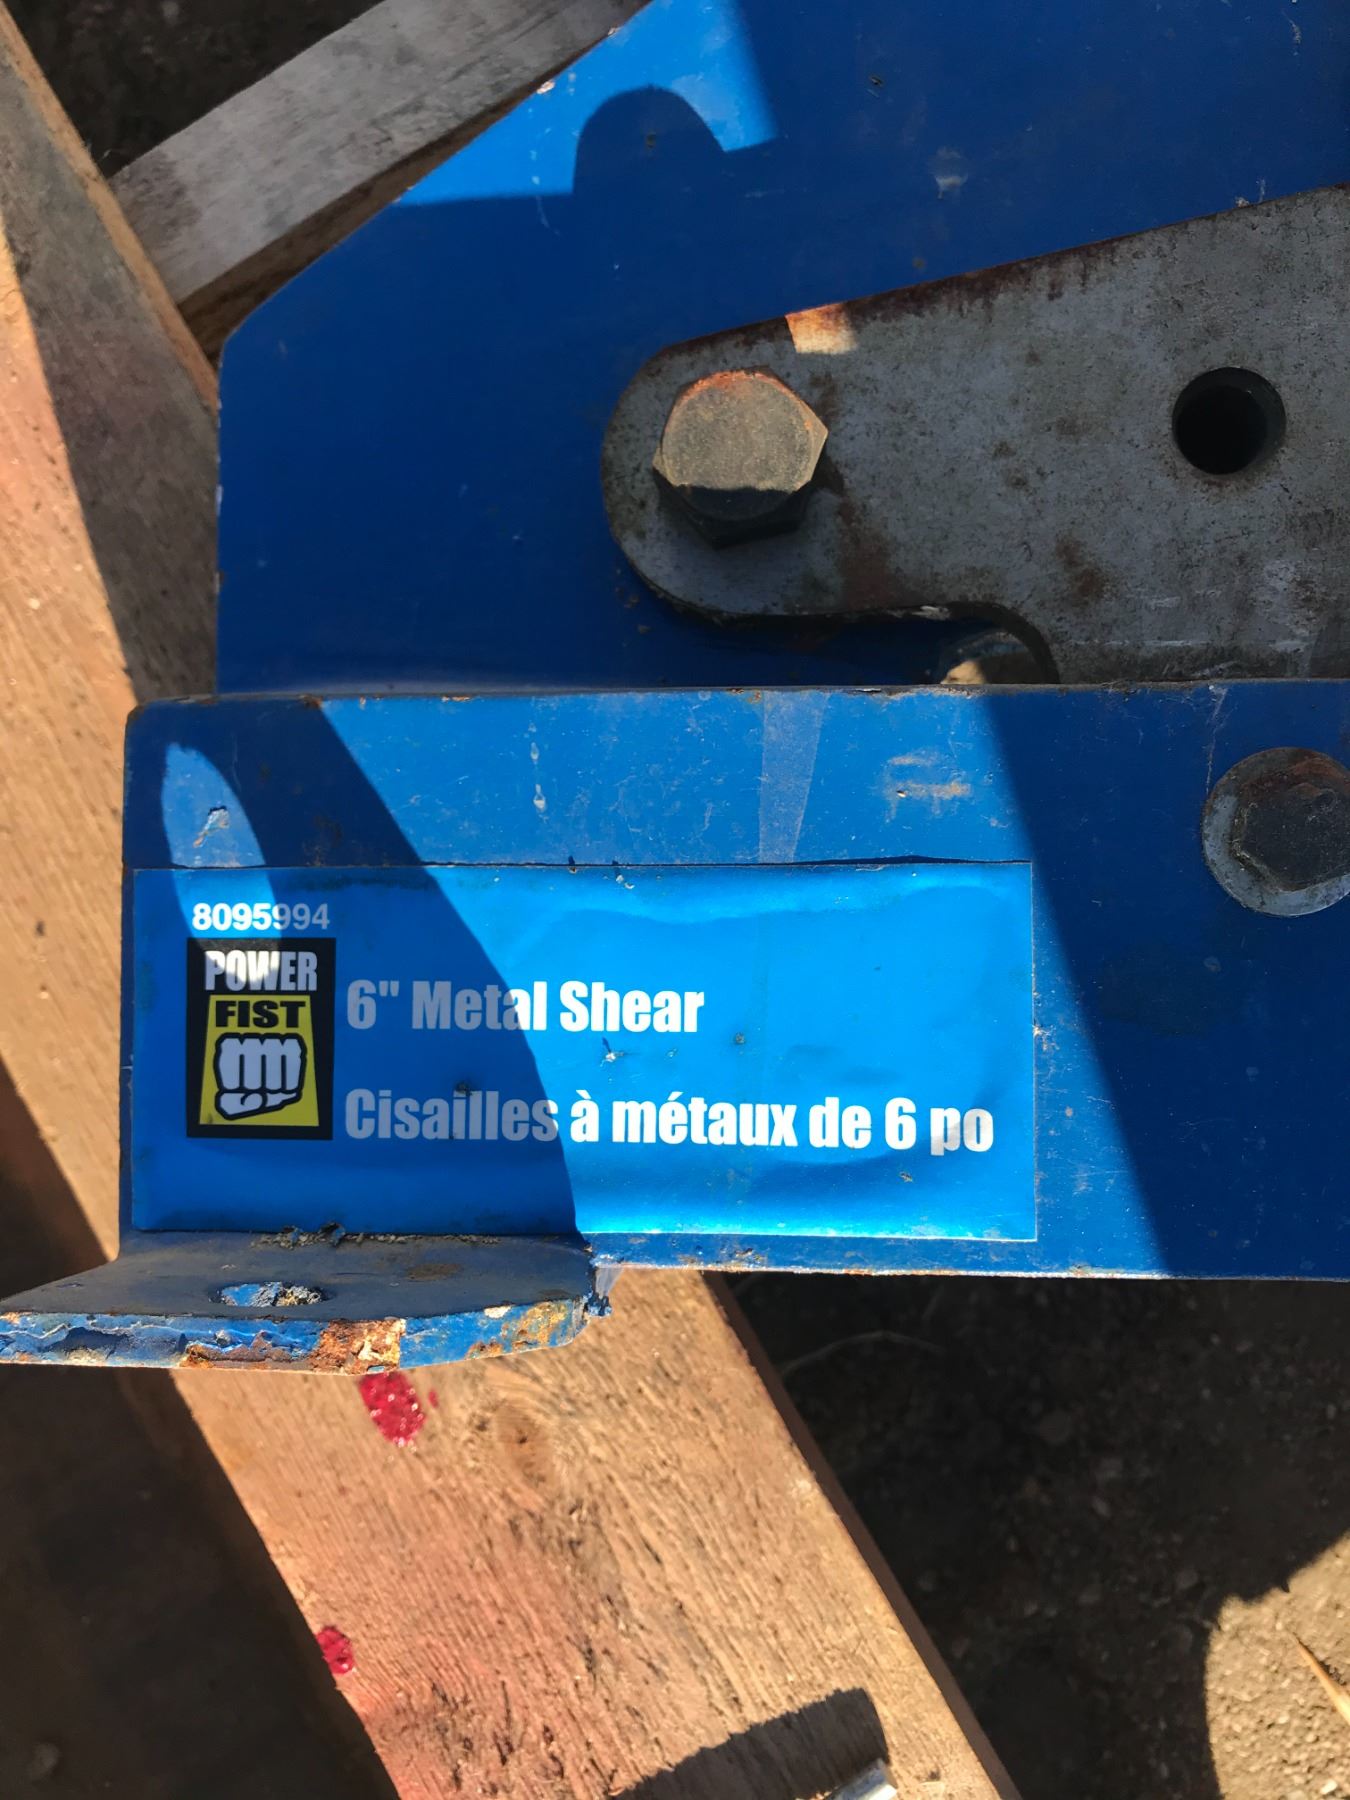 8095994
POWER
FIST
6" Metal Shear
Cisailles à métaux de 6 po